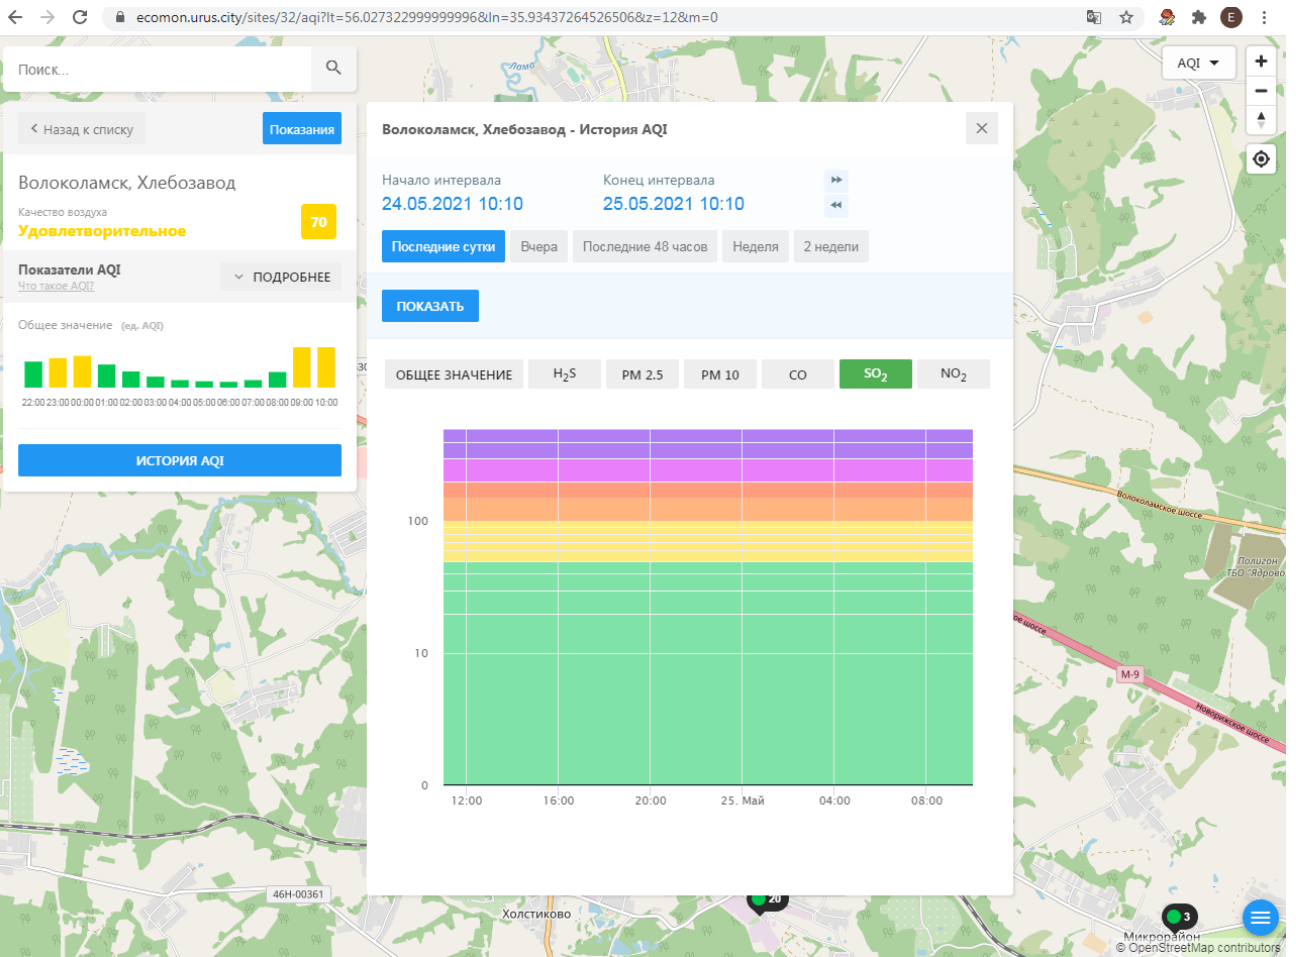 ecomon.urus.city/sites/32/aqi?lt=56.027322999999996&ln=35.93437264526506&z=12&m=0
E
Поиск...
AQI
Назад к списку
Показания
Волоколамск, Хлебозавод
Качество воздуха
Удовлетворительное
70
Показатели AQI
Что такое AQI?
ПОДРОБНЕЕ
Общее значение (ед. AQI)
22:00 23:00 00:00 01:00 02:00 03:00 04:00 05:00 06:00 07:00 08:00 09:00 10:00
ИСТОРИЯ AQI
Волоколамск, Хлебозавод - История AQI
Начало интервала
24.05.2021 10:10
Конец интервала
25.05.2021 10:10
Последние сутки
Вчера
Последние 48 часов
Неделя
2 недели
ПОКАЗАТЬ
ОБЩЕЕ ЗНАЧЕНИЕ
H2S
PM 2.5
PM 10
CO
SO2
NO2
100
10
0
12:00
16:00
20:00
25. Май
04:00
08:00
Лама
Волоколамское шоссе
Полигон
ТБО "Ядрово
ое шоссе
М-9
Новорижское шоссе
46Н-00361
Холстиково
20
3
Микрорайон
© OpenStreetMap contributors